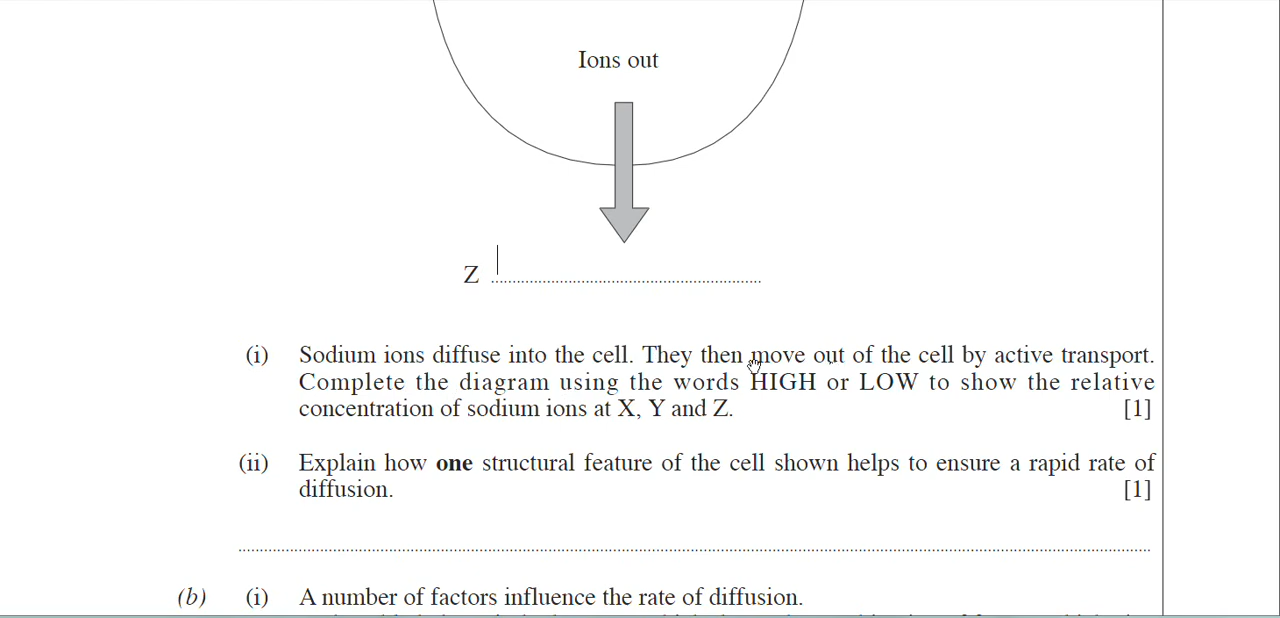 Ions out
Z ..............................................................
(i) Sodium ions diffuse into the cell. They then move out of the cell by active transport.
Complete the diagram using the words HIGH or LOW to show the relative
concentration of sodium ions at X, Y and Z. [1]
(ii) Explain how one structural feature of the cell shown helps to ensure a rapid rate of
diffusion. [1]
(b) (i) A number of factors influence the rate of diffusion.